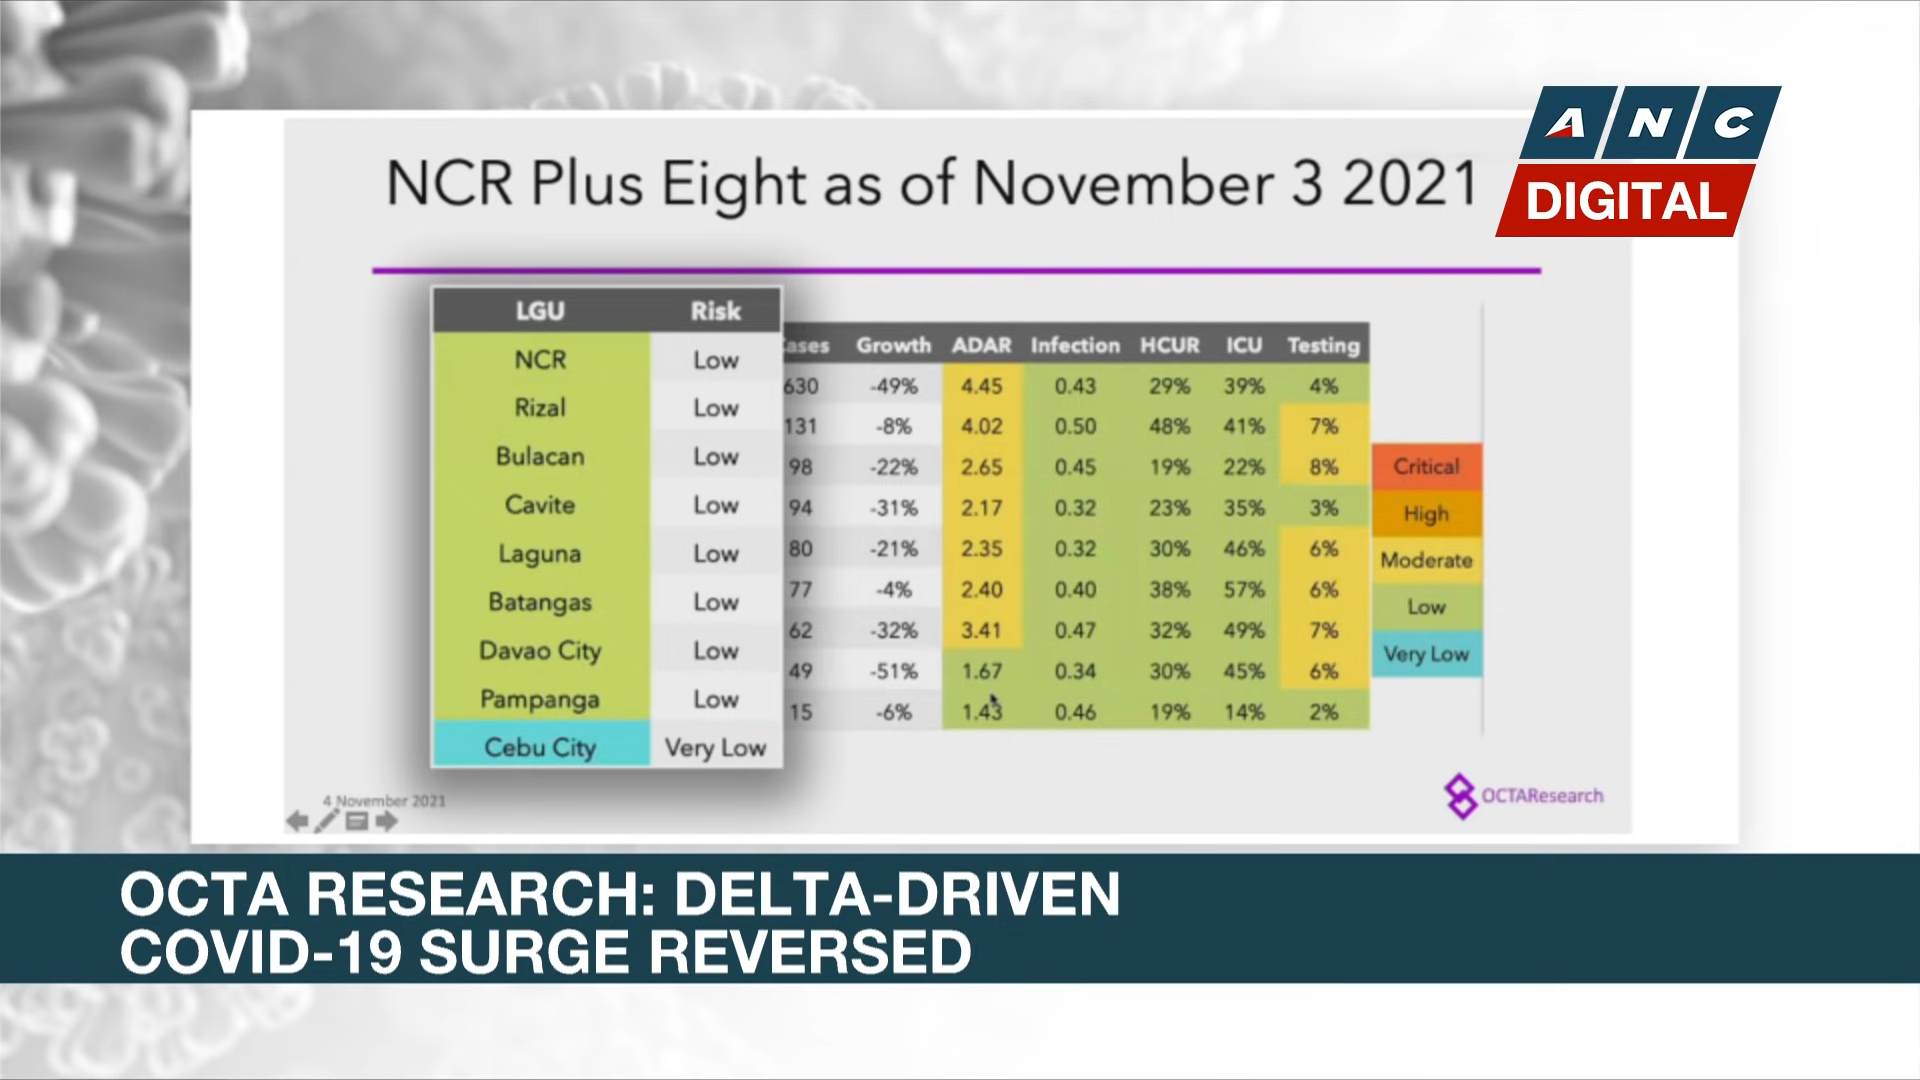 ANC
DIGITAL
NCR Plus Eight as of November 3 2021
LGU Risk ases Growth ADAR Infection HCUR ICU Testing
NCR Low 630 -49% 4.45 0.43 29% 39% 4%
Rizal Low 131 -8% 4.02 0.50 48% 41% 7%
Bulacan Low 98 -22% 2.65 0.45 19% 22% 8%
Cavite Low 94 -31% 2.17 0.32 23% 35% 3%
Laguna Low 80 -21% 2.35 0.32 30% 46% 6%
Batangas Low 77 -4% 2.40 0.40 38% 57% 6%
Davao City Low 62 -32% 3.41 0.47 32% 49% 7%
Pampanga Low 49 -51% 1.67 0.34 30% 45% 6%
Cebu City Very Low 15 -6% 1.43 0.46 19% 14% 2%
Critical
High
Moderate
Low
Very Low
4 November 2021
OCTAResearch
OCTA RESEARCH: DELTA-DRIVEN
COVID-19 SURGE REVERSED